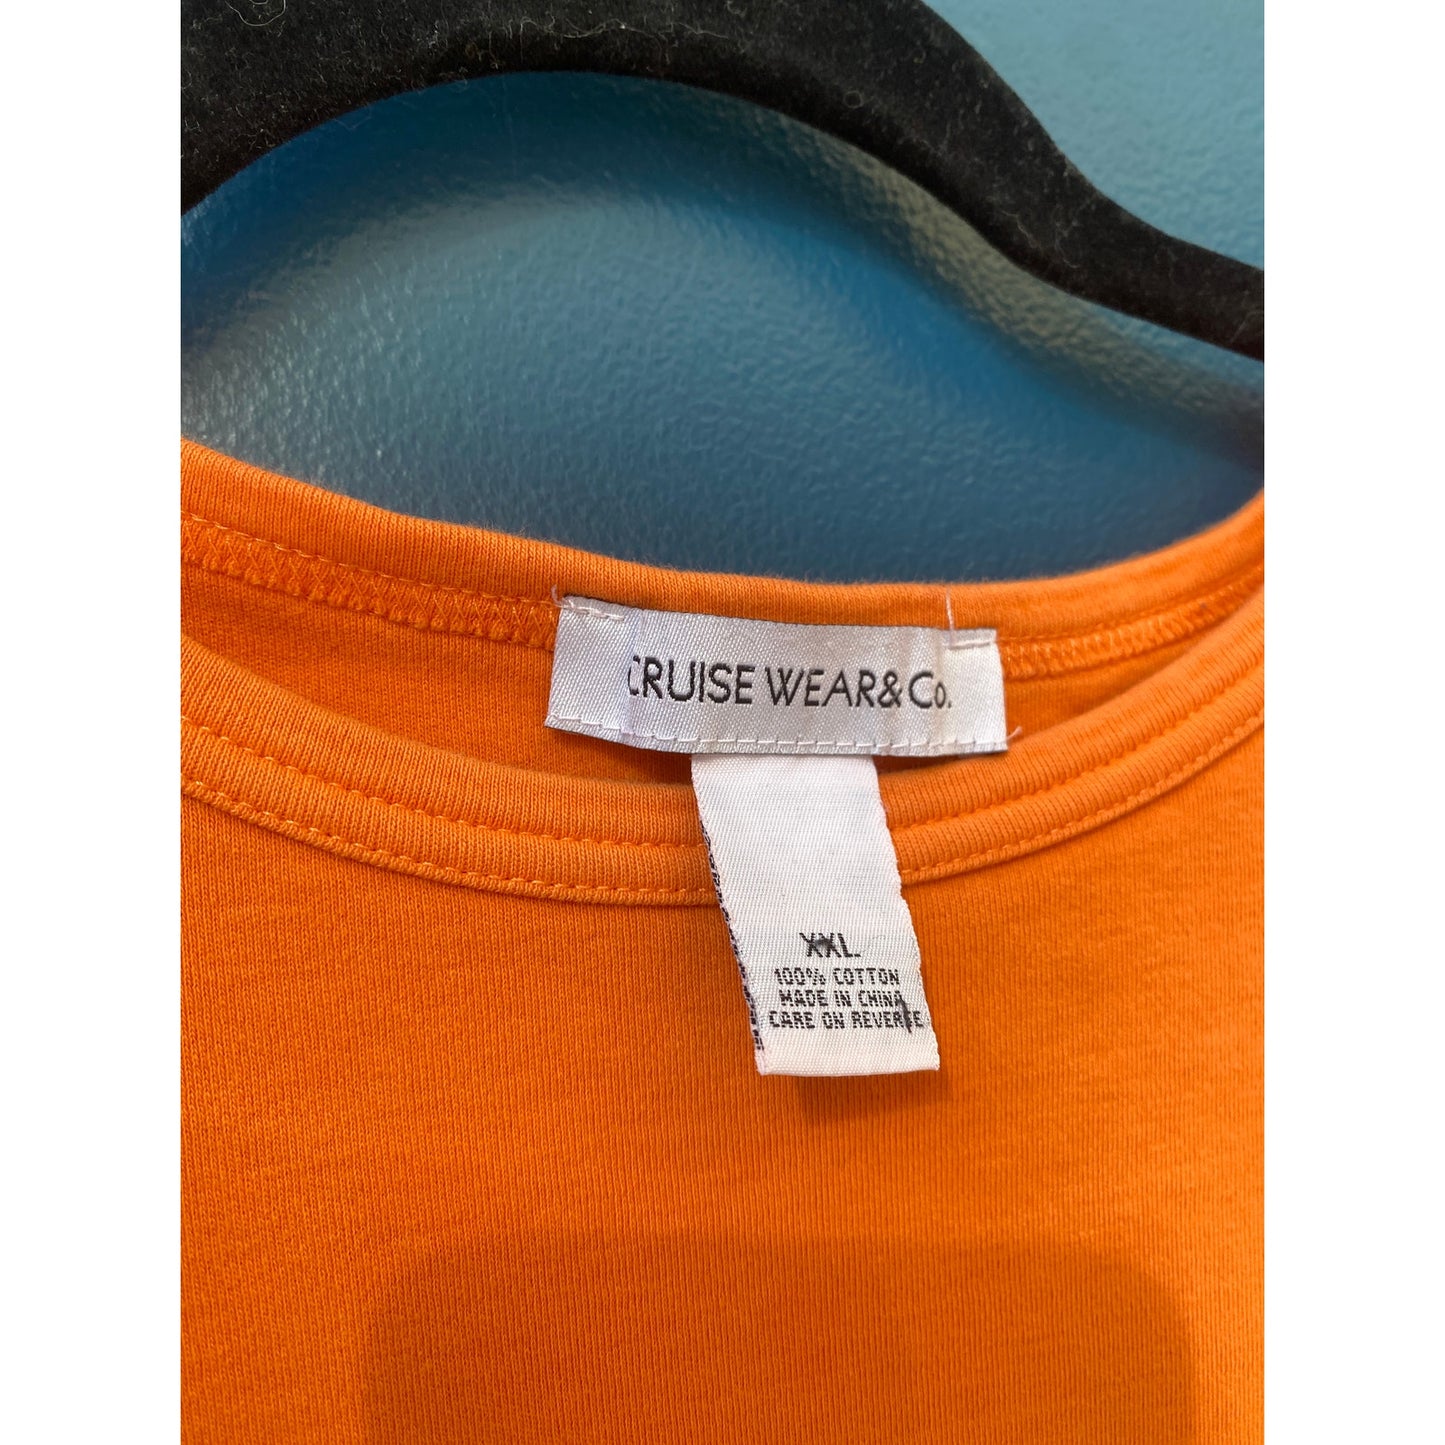 CRUISE WEAR & Co.
XXL
100% COTTON
MADE IN CHINA
CARE ON REVERSE